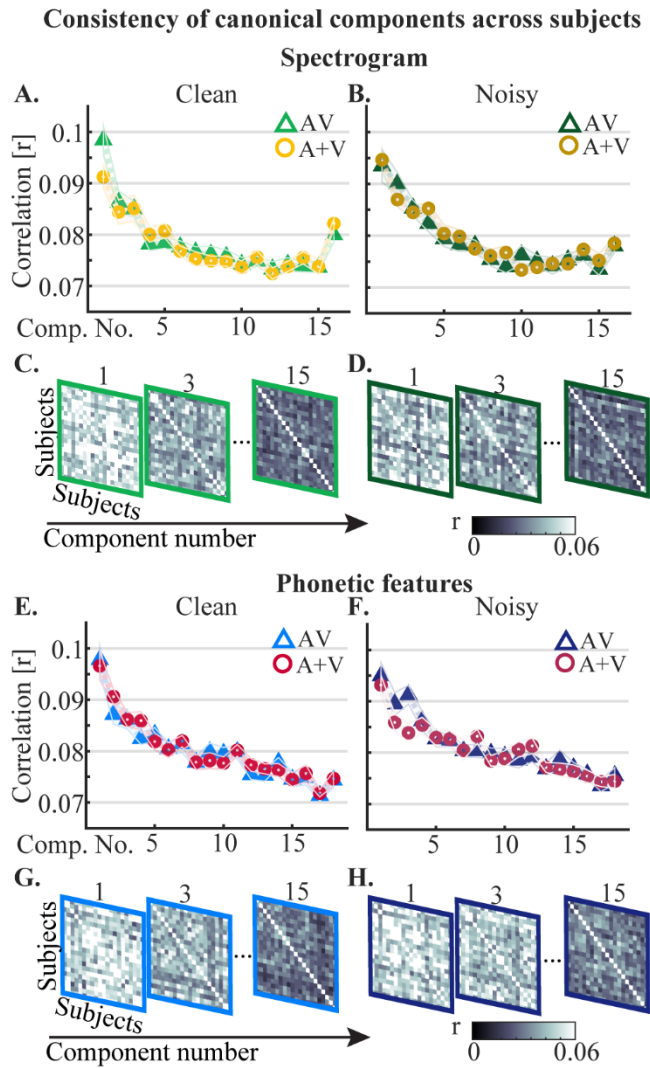 Consistency of canonical components across subjects
Spectrogram
A. Clean B. Noisy
AV AV
A+V A+V
Correlation [r]
0.1
0.09
0.08
0.07
Comp. No. 5 10 15 5 10 15
C. D.
1 3 15 1 3 15
Subjects
... ...
Subjects
Component number
r
0 0.06
Phonetic features
E. Clean F. Noisy
AV AV
A+V A+V
Correlation [r]
0.1
0.09
0.08
0.07
Comp. No. 5 10 15 5 10 15
G. H.
1 3 15 1 3 15
Subjects
... ...
Subjects
Component number
r
0 0.06